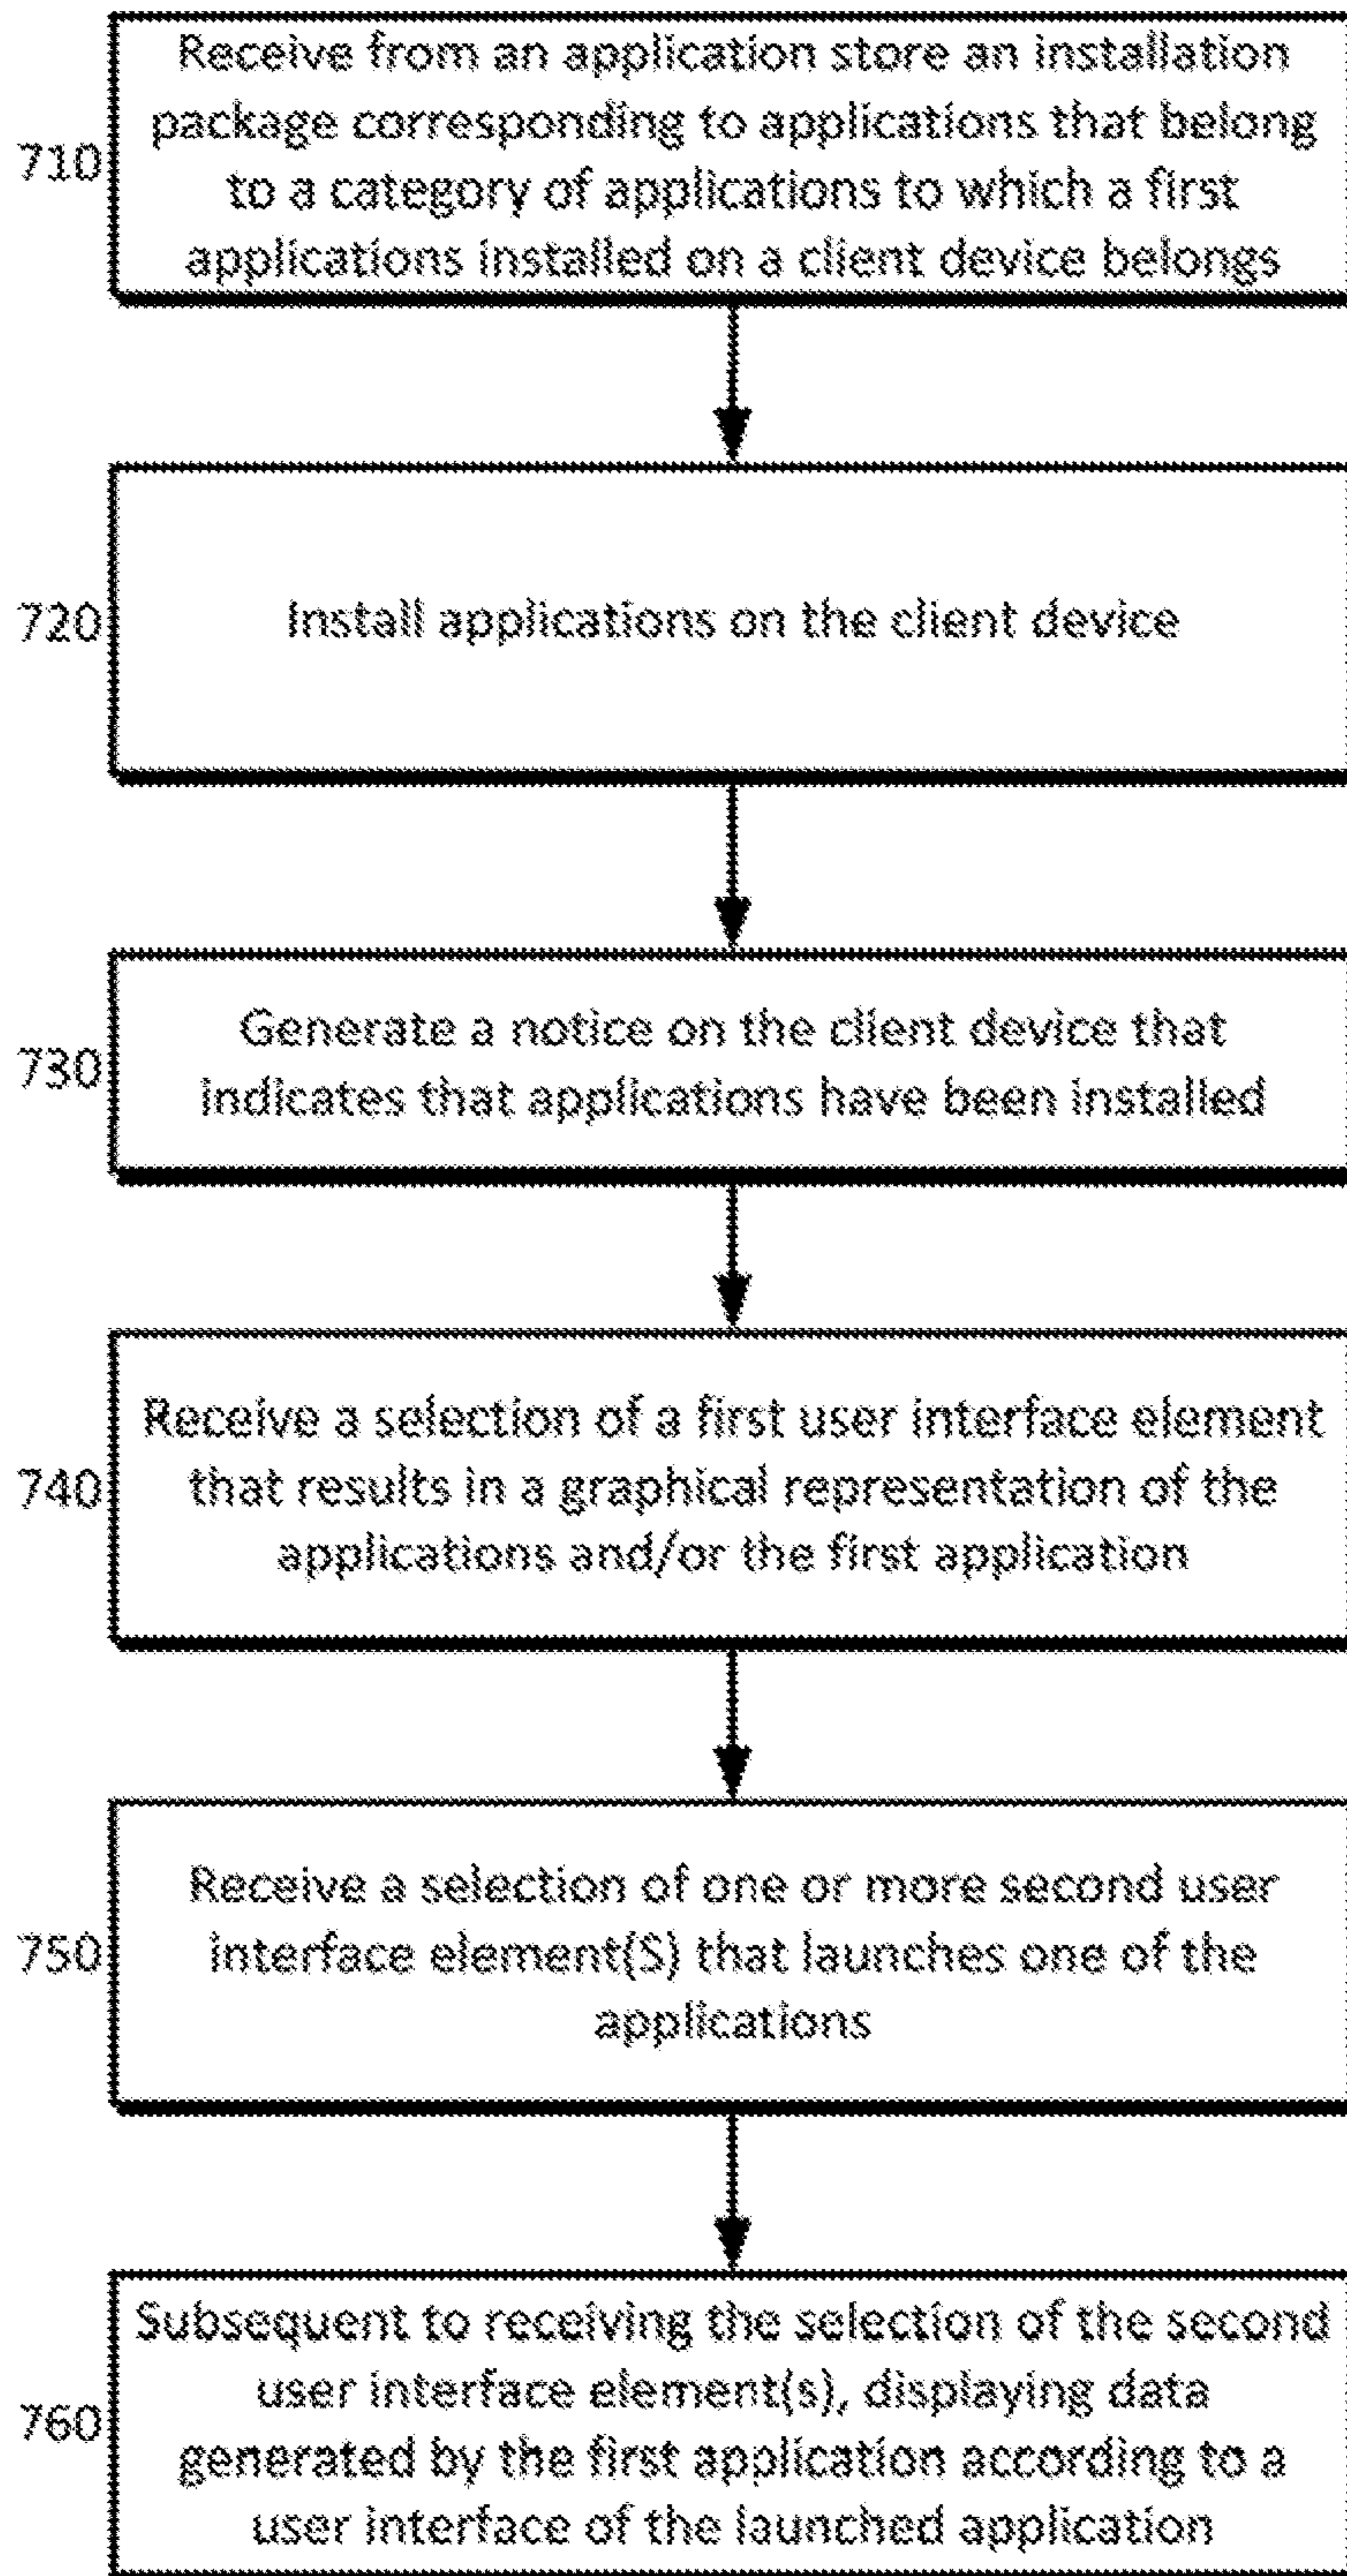 Receive from an application store an installation
package corresponding to applications that belong
710
to a category of applications to which a first
applications installed on a client device belongs
720
Install applications on the client device
Generate a notice on the client device that
730
indicates that applications have been installed
Receive a selection of a first user interface element
740
that results in a graphical representation of the
applications and/or the first application
Receive a selection of one or more second user
750
interface element(S) that launches one of the
applications
Subsequent to receiving the selection of the second
user interface element(s), displaying data
760
generated by the first application according to a
user interface of the launched application